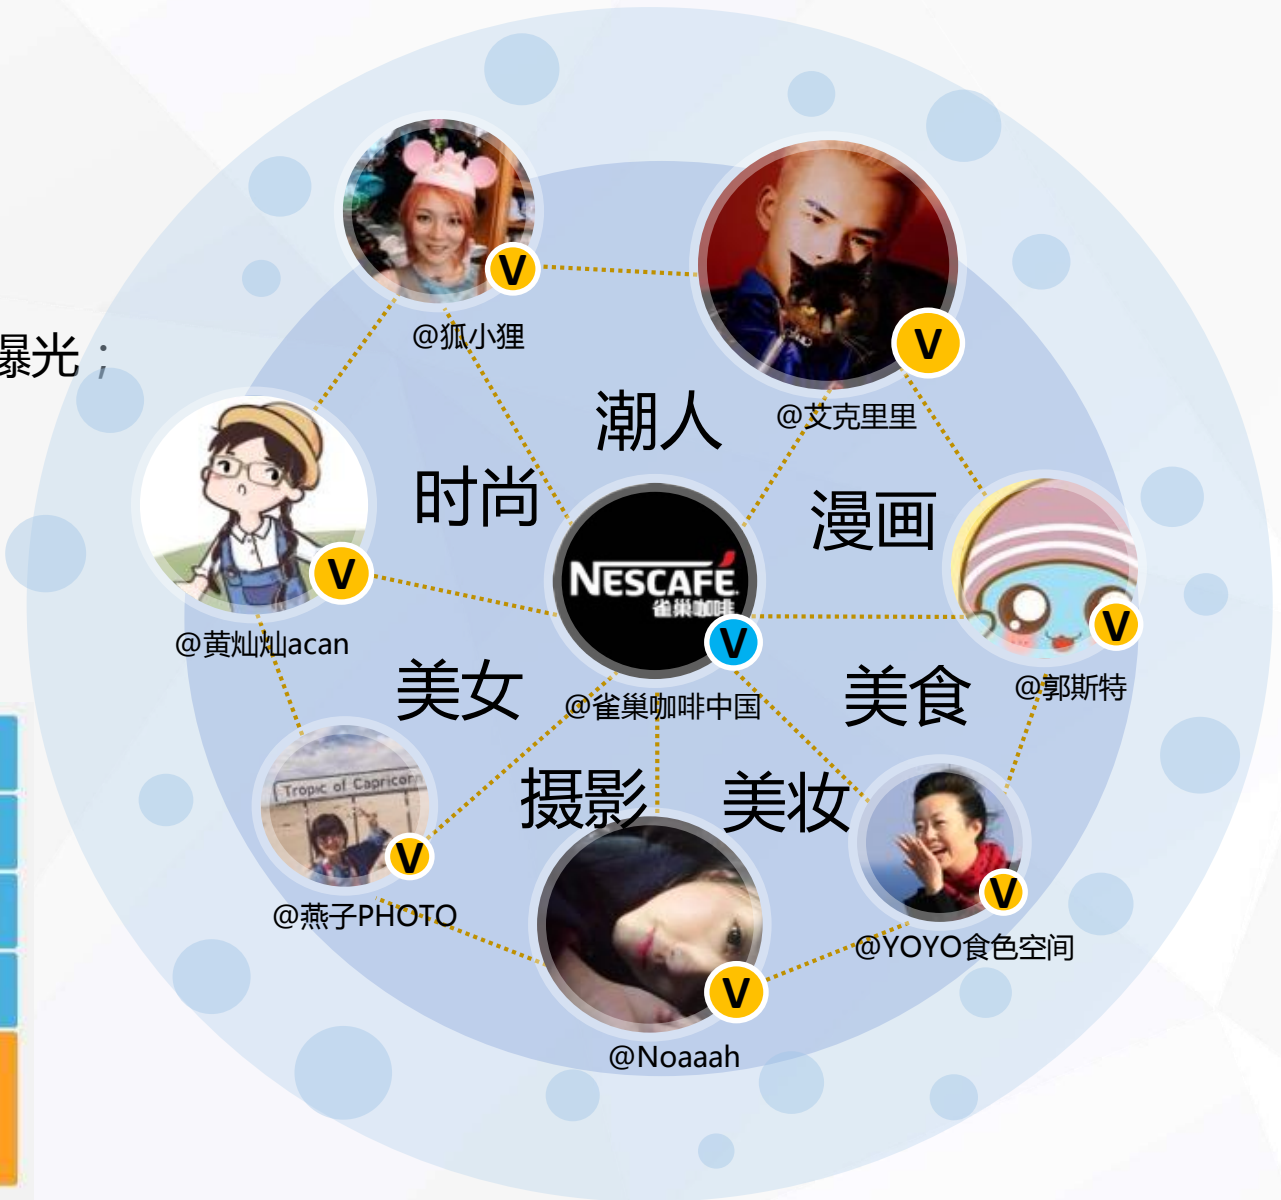 V
V
@狐小狸
曝光；
@艾克里里
潮人
时尚
漫画
NESCAFÉ
雀巢咖啡
V
V
V
@黄灿灿acan
V
@郭斯特
美女
@雀巢咖啡中国
美食
摄影
美妆
Tropic of Capricorn
V
V
@燕子PHOTO
@YOYO食色空间
V
@Noaaah